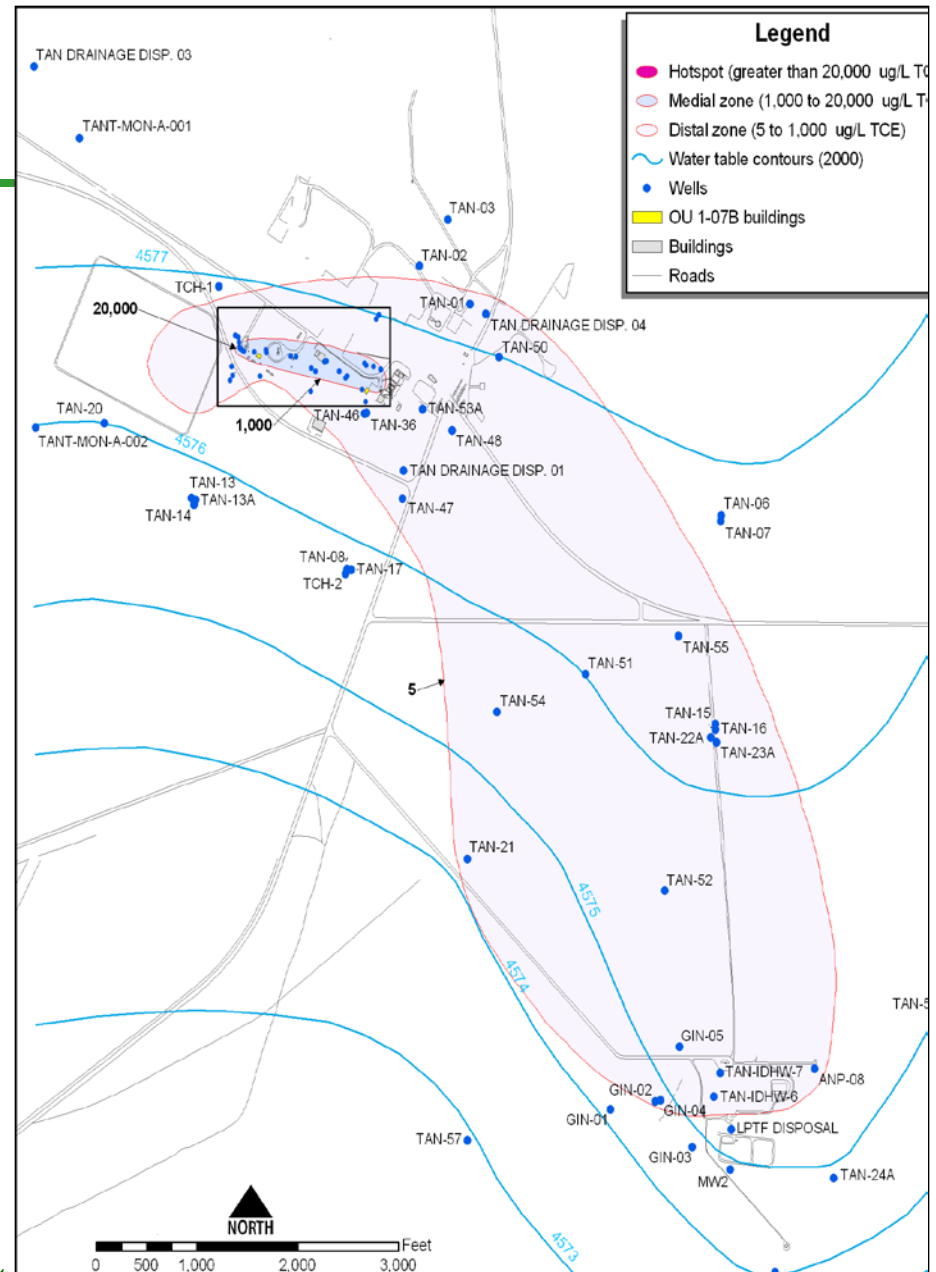 Legend
Hotspot (greater than 20,000 ug/L TC
Medial zone (1,000 to 20,000 ug/L T
Distal zone (5 to 1,000 ug/L TCE)
Water table contours (2000)
Wells
OU 1-07B buildings
Buildings
Roads
TAN DRAINAGE DISP. 03
TANT-MON-A-001
TAN-03
TAN-02
4577
TCH-1
20,000
TAN-01
TAN DRAINAGE DISP. 04
TAN-50
TAN-20
TANT-MON-A-002
4576
1,000
TAN-46
TAN-36
TAN-53A
TAN-48
TAN DRAINAGE DISP. 01
TAN-13
TAN-13A
TAN-14
TAN-47
TAN-06
TAN-07
TAN-08
TAN-17
TCH-2
TAN-55
TAN-51
5
TAN-54
TAN-15
TAN-16
TAN-22A
TAN-23A
TAN-21
TAN-52
4575
4574
TAN-5
GIN-05
TAN-IDHW-7
ANP-08
GIN-02
TAN-IDHW-6
GIN-04
GIN-01
LPTF DISPOSAL
TAN-57
GIN-03
MW2
TAN-24A
4573
NORTH
Feet
0 500 1,000 2,000 3,000